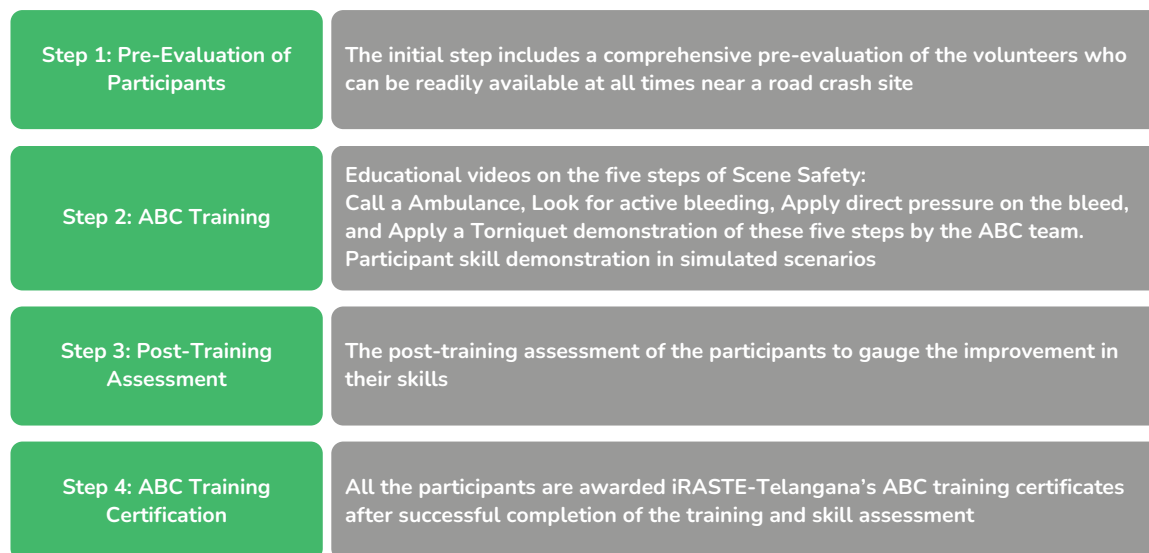 Step 1: Pre-Evaluation of
Participants
The initial step includes a comprehensive pre-evaluation of the volunteers who
can be readily available at all times near a road crash site
Step 2: ABC Training
Educational videos on the five steps of Scene Safety:
Call a Ambulance, Look for active bleeding, Apply direct pressure on the bleed,
and Apply a Torniquet demonstration of these five steps by the ABC team.
Participant skill demonstration in simulated scenarios
Step 3: Post-Training
Assessment
The post-training assessment of the participants to gauge the improvement in
their skills
Step 4: ABC Training
Certification
All the participants are awarded iRASTE-Telangana’s ABC training certificates
after successful completion of the training and skill assessment